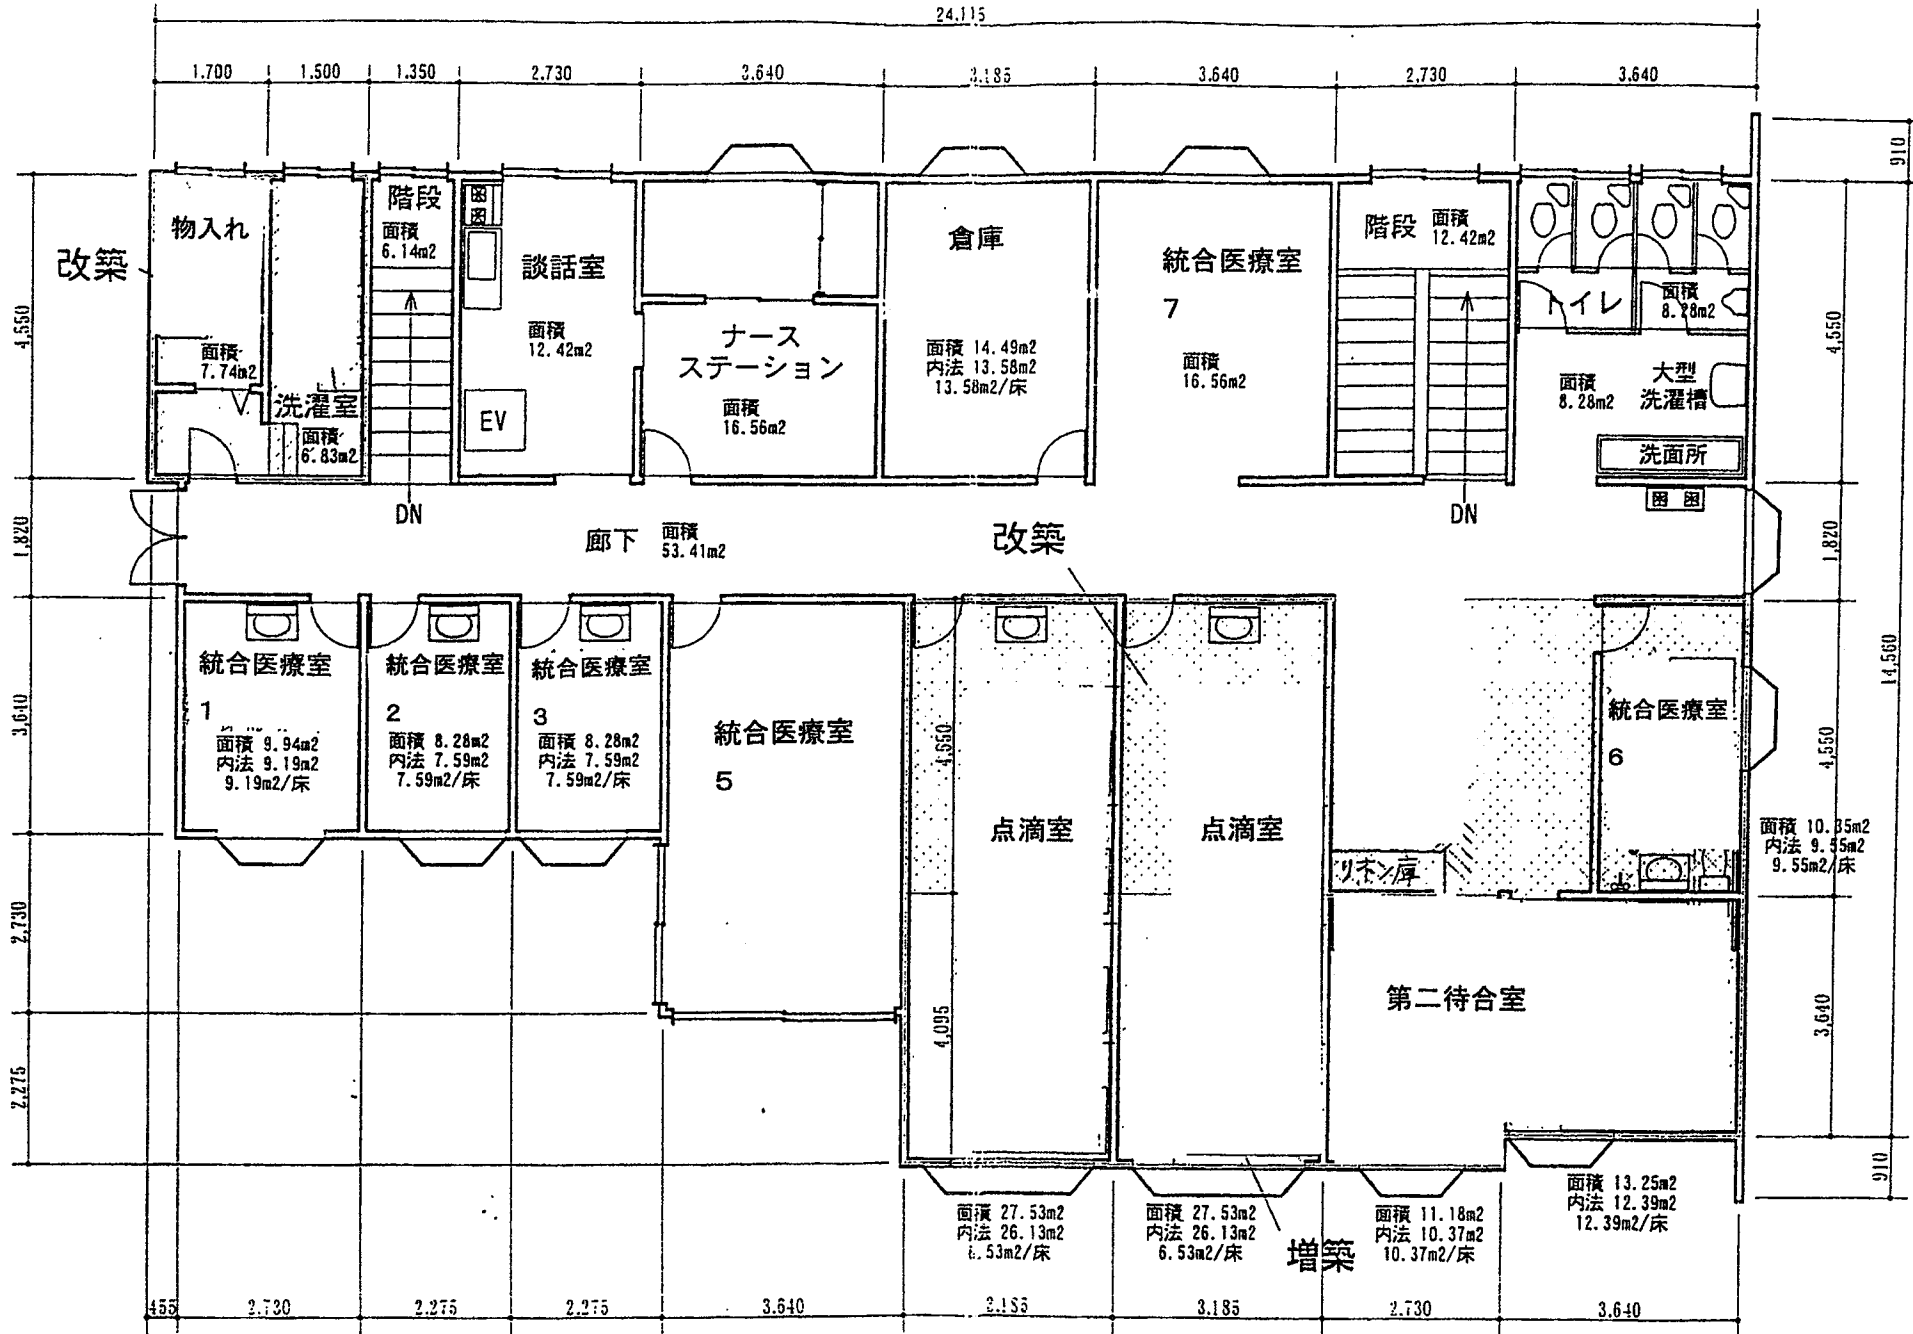 24,115
1.700
1.500
1.350
2.730
3.640
3.185
3.640
2,730
3.640
910
4,550
1,820
3,640
2,730
2,275
4,550
1,820
4,550
3,640
14,560
910
改築
物入れ
面積
7.74m2
洗濯室
面積
6.83m2
階段
面積
6.14m2
DN
談話室
面積
12.42m2
EV
ナース
ステーション
面積
16.56m2
倉庫
面積 14.49m2
内法 13.58m2
13.58m2/床
統合医療室
7
面積
16.56m2
階段 面積
12.42m2
DN
トイレ
面積
8.28m2
面積
8.28m2
大型
洗濯槽
洗面所
廊下 面積
53.41m2
改築
統合医療室
1
面積 9.94m2
内法 9.19m2
9.19m2/床
統合医療室
2
面積 8.28m2
内法 7.59m2
7.59m2/床
統合医療室
3
面積 8.28m2
内法 7.59m2
7.59m2/床
統合医療室
5
点滴室
4,095
点滴室
リネン庫
統合医療室
6
面積 10.35m2
内法 9.55m2
9.55m2/床
第二待合室
面積 27.53m2
内法 26.13m2
6.53m2/床
面積 27.53m2
内法 26.13m2
6.53m2/床
増築
面積 11.18m2
内法 10.37m2
10.37m2/床
面積 13.25m2
内法 12.39m2
12.39m2/床
455
2.730
2.275
2.275
3.640
3.185
3.185
2.730
3.640